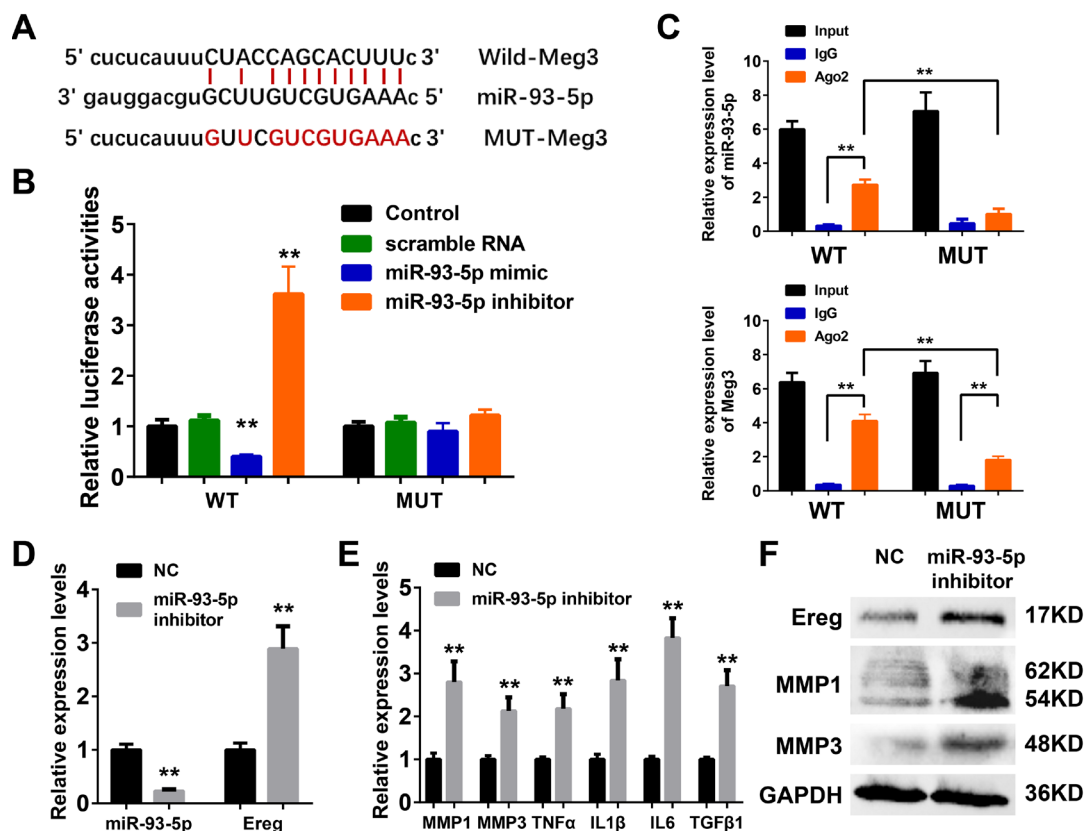 A
5' cucucauuuCUACCAGCACUUUc 3' Wild-Meg3
3' gauggacguGCUUGUCGUGAAAc 5' miR-93-5p
5' cucucauuuGUUCGUCGUGAAAc 3' MUT-Meg3
B
Relative luciferase activities
5
4
3
2
1
0
Control
scramble RNA
miR-93-5p mimic
miR-93-5p inhibitor
**
**
WT
MUT
C
Relative expression level
of miR-93-5p
8
6
4
2
0
Input
IgG
Ago2
**
**
WT
MUT
Relative expression level
of Meg3
8
6
4
2
0
Input
IgG
Ago2
**
**
**
WT
MUT
D
Relative expression levels
4
3
2
1
0
NC
miR-93-5p
inhibitor
**
**
miR-93-5p
Ereg
E
Relative expression levels
5
4
3
2
1
0
NC
miR-93-5p inhibitor
**
**
**
**
**
**
MMP1 MMP3 TNFα IL1β IL6 TGFβ1
F
NC
miR-93-5p
inhibitor
Ereg 17KD
MMP1 62KD
54KD
MMP3 48KD
GAPDH 36KD